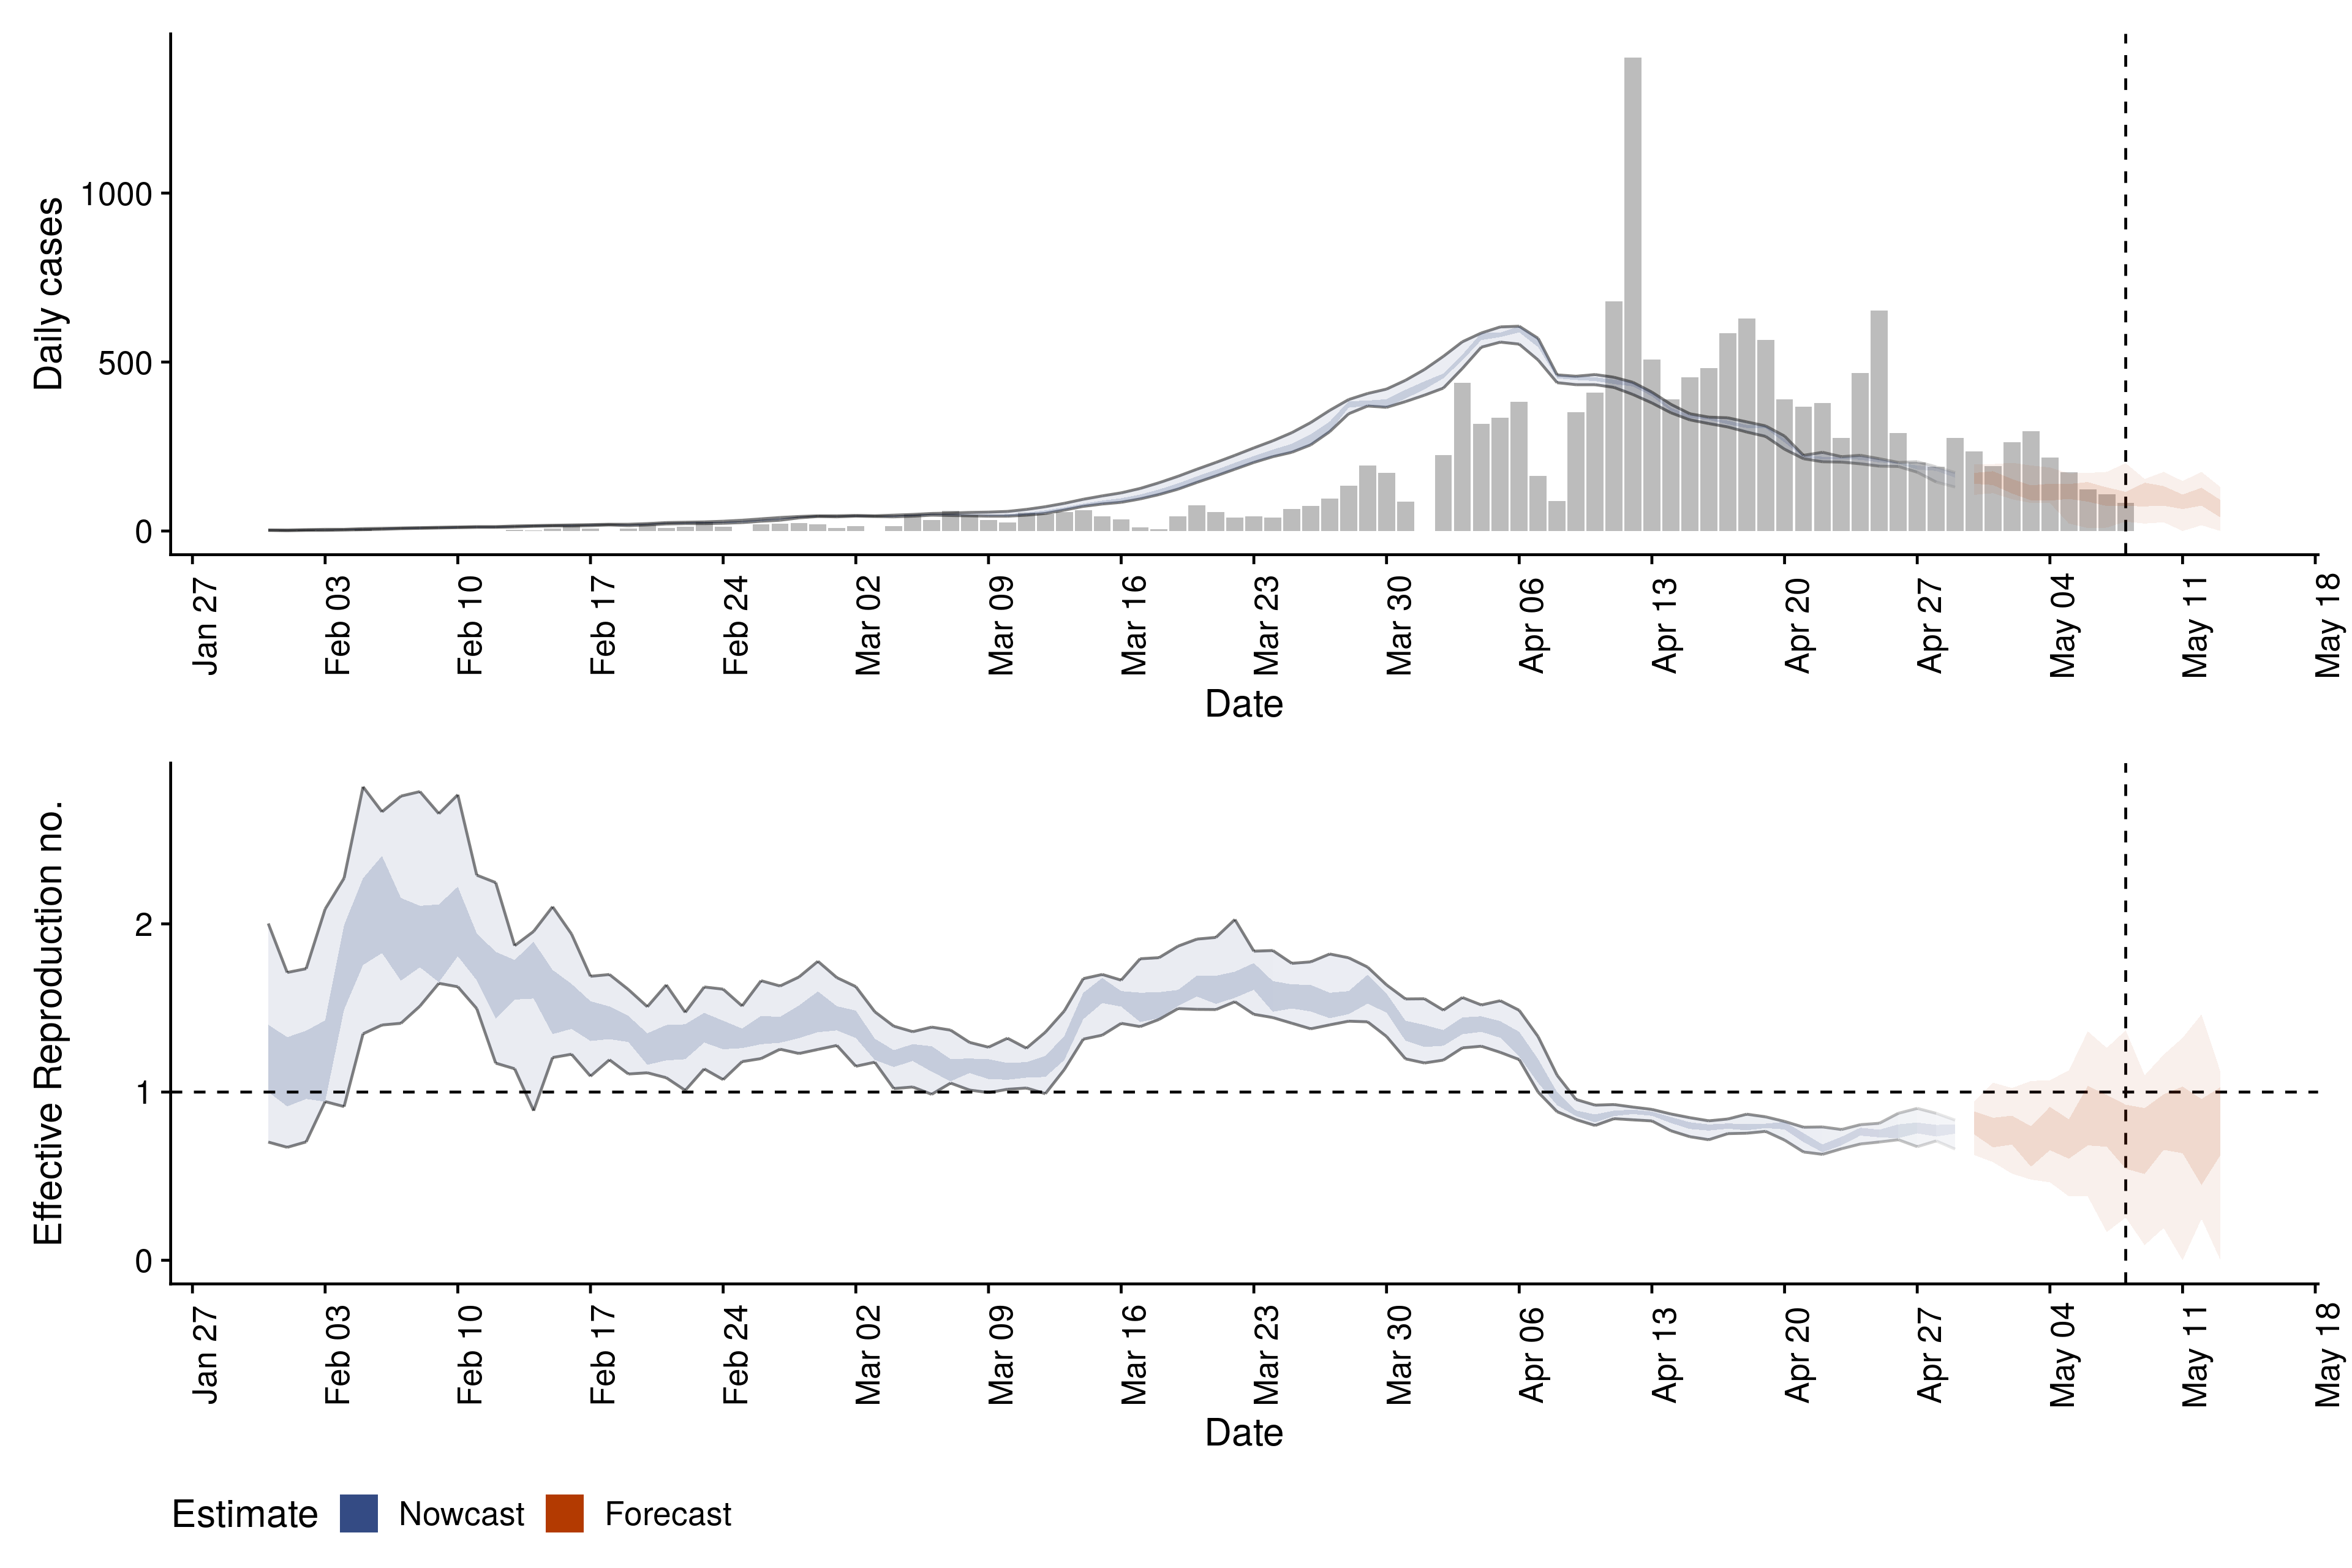 Daily cases
1000
500
0
Jan 27 Feb 03 Feb 10 Feb 17 Feb 24 Mar 02 Mar 09 Mar 16 Mar 23 Mar 30 Apr 06 Apr 13 Apr 20 Apr 27 May 04 May 11 May 18
Date
Effective Reproduction no.
2
1
0
Jan 27 Feb 03 Feb 10 Feb 17 Feb 24 Mar 02 Mar 09 Mar 16 Mar 23 Mar 30 Apr 06 Apr 13 Apr 20 Apr 27 May 04 May 11 May 18
Date
Estimate Nowcast Forecast